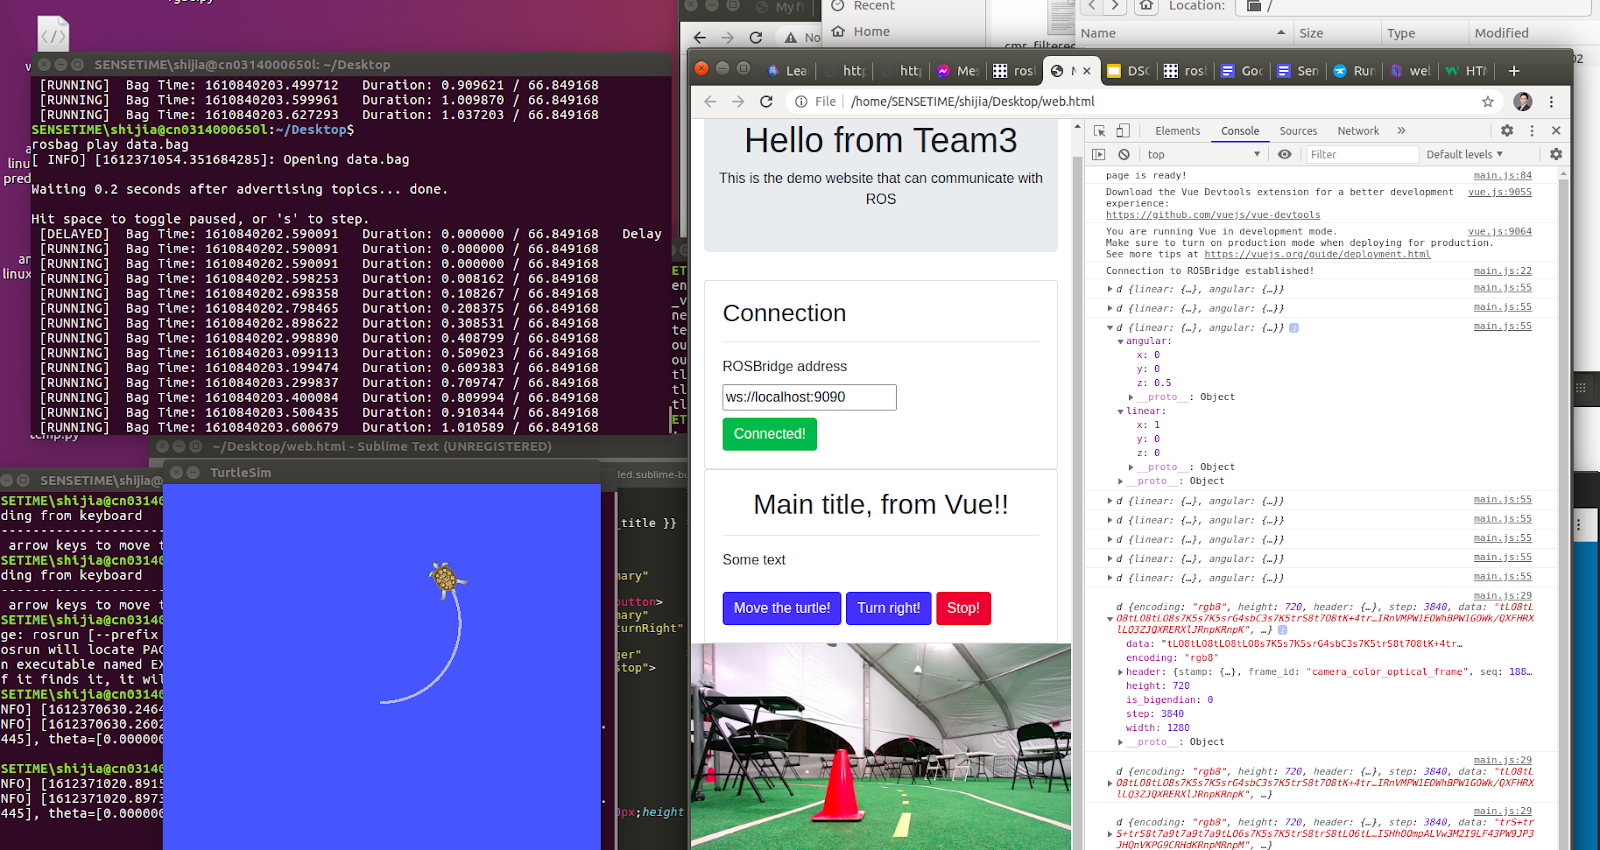 SENSETIME\shijia@cn0314000650l: ~/Desktop
[RUNNING]  Bag Time: 1610840203.499712   Duration: 0.909621 / 66.849168
[RUNNING]  Bag Time: 1610840203.599961   Duration: 1.009870 / 66.849168
[RUNNING]  Bag Time: 1610840203.627293   Duration: 1.037203 / 66.849168
SENSETIME\shijia@cn0314000650l:~/Desktop$
rosbag play data.bag
[ INFO] [1612371054.351684285]: Opening data.bag
Waiting 0.2 seconds after advertising topics... done.
Hit space to toggle paused, or 's' to step.
[DELAYED]  Bag Time: 1610840202.590091   Duration: 0.000000 / 66.849168   Delay
[RUNNING]  Bag Time: 1610840202.590091   Duration: 0.000000 / 66.849168
[RUNNING]  Bag Time: 1610840202.590091   Duration: 0.000000 / 66.849168
[RUNNING]  Bag Time: 1610840202.598253   Duration: 0.008162 / 66.849168
[RUNNING]  Bag Time: 1610840202.698358   Duration: 0.108267 / 66.849168
[RUNNING]  Bag Time: 1610840202.798465   Duration: 0.208375 / 66.849168
[RUNNING]  Bag Time: 1610840202.898622   Duration: 0.308531 / 66.849168
[RUNNING]  Bag Time: 1610840202.998890   Duration: 0.408799 / 66.849168
[RUNNING]  Bag Time: 1610840203.099113   Duration: 0.509023 / 66.849168
[RUNNING]  Bag Time: 1610840203.199474   Duration: 0.609383 / 66.849168
[RUNNING]  Bag Time: 1610840203.299837   Duration: 0.709747 / 66.849168
[RUNNING]  Bag Time: 1610840203.400084   Duration: 0.809994 / 66.849168
[RUNNING]  Bag Time: 1610840203.500435   Duration: 0.910344 / 66.849168
[RUNNING]  Bag Time: 1610840203.600679   Duration: 1.010589 / 66.849168
~/Desktop/web.html - Sublime Text (UNREGISTERED)
TurtleSim
SENSETIME\shijia@
SETIME\shijia@cn03140
ding from keyboard
arrow keys to move t
SETIME\shijia@cn03140
ding from keyboard
arrow keys to move t
SETIME\shijia@cn03140
ge: rosrun [--prefix
osrun will locate PAC
n executable named EX
f it finds it, it wil
SETIME\shijia@cn03140
NFO] [1612370630.2464
NFO] [1612370630.2602
445], theta=[0.00000
SETIME\shijia@cn03140
NFO] [1612371020.8915
NFO] [1612371020.8973
445], theta=[0.00000
led.sublime-bu
_title }}
mary"
button>
mary"
turnRight"
ger"
stop">
px;height
My fi
Recent
Home
Location: /
Name Size Type Modified
cmr_filtered
Lea http http Mes rosl M DSC rosl Goo Sen Run web HTM
File | /home/SENSETIME/shijia/Desktop/web.html
Hello from Team3
This is the demo website that can communicate with
ROS
Connection
ROSBridge address
ws://localhost:9090
Connected!
Main title, from Vue!!
Some text
Move the turtle! Turn right! Stop!
Elements Console Sources Network »
top Filter Default levels
page is ready! main.js:84
Download the Vue Devtools extension for a better development vue.js:9055
experience:
https://github.com/vuejs/vue-devtools
You are running Vue in development mode. vue.js:9064
Make sure to turn on production mode when deploying for production.
See more tips at https://vuejs.org/guide/deployment.html
Connection to ROSBridge established! main.js:22
d {linear: {…}, angular: {…}} main.js:55
d {linear: {…}, angular: {…}} main.js:55
d {linear: {…}, angular: {…}} main.js:55
angular:
x: 0
y: 0
z: 0.5
__proto__: Object
linear:
x: 1
y: 0
z: 0
__proto__: Object
__proto__: Object
d {linear: {…}, angular: {…}} main.js:55
d {linear: {…}, angular: {…}} main.js:55
d {linear: {…}, angular: {…}} main.js:55
d {linear: {…}, angular: {…}} main.js:55
d {linear: {…}, angular: {…}} main.js:55
main.js:29
d {encoding: "rgb8", height: 720, header: {…}, step: 3840, data:
encoding: "rgb8"
header: {stamp: {…}, frame_id: "camera_color_optical_frame", seq: 188…
height: 720
is_bigendian: 0
step: 3840
width: 1280
__proto__: Object
main.js:29
d {encoding: "rgb8", height: 720, header: {…}, step: 3840, data:
main.js:29
d {encoding: "rgb8", height: 720, header: {…}, step: 3840, data: